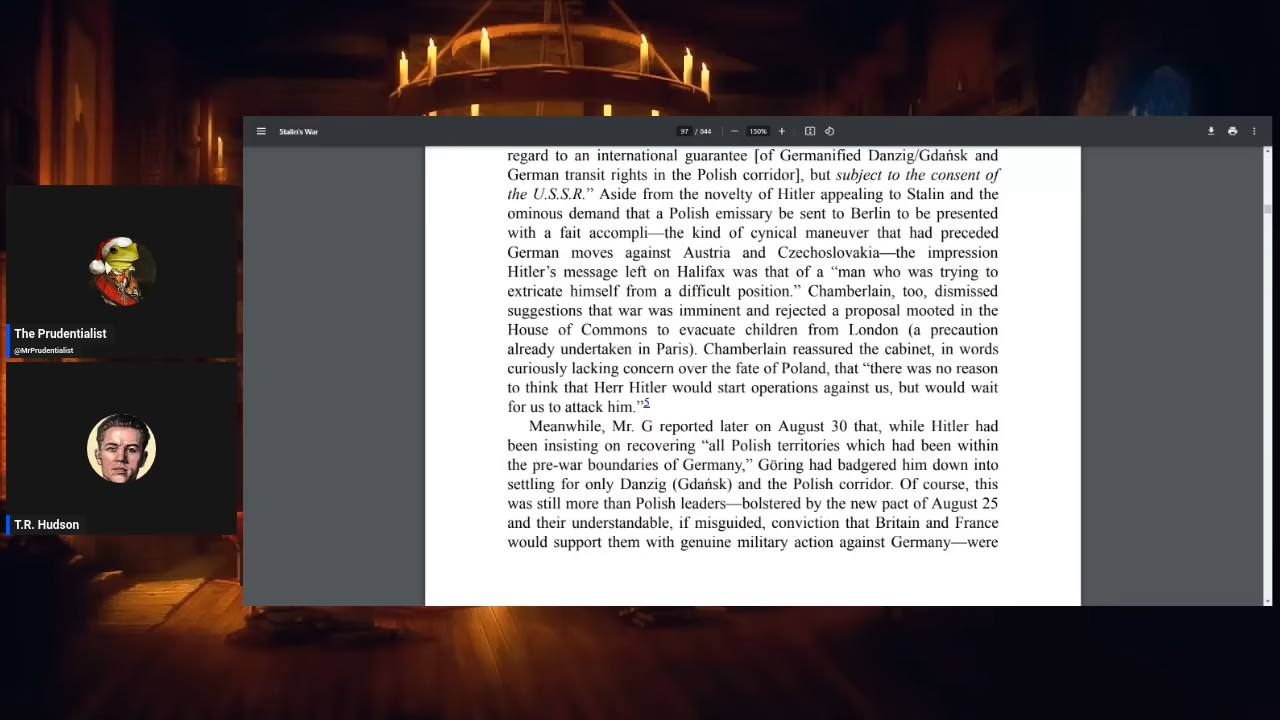 Stalin's War
97 / 844
150%
regard to an international guarantee [of Germanified Danzig/Gdańsk and
German transit rights in the Polish corridor], but subject to the consent of
the U.S.S.R.” Aside from the novelty of Hitler appealing to Stalin and the
ominous demand that a Polish emissary be sent to Berlin to be presented
with a fait accompli—the kind of cynical maneuver that had preceded
German moves against Austria and Czechoslovakia—the impression
Hitler’s message left on Halifax was that of a “man who was trying to
extricate himself from a difficult position.” Chamberlain, too, dismissed
suggestions that war was imminent and rejected a proposal mooted in the
House of Commons to evacuate children from London (a precaution
already undertaken in Paris). Chamberlain reassured the cabinet, in words
curiously lacking concern over the fate of Poland, that “there was no reason
to think that Herr Hitler would start operations against us, but would wait
for us to attack him.”5
Meanwhile, Mr. G reported later on August 30 that, while Hitler had
been insisting on recovering “all Polish territories which had been within
the pre-war boundaries of Germany,” Göring had badgered him down into
settling for only Danzig (Gdańsk) and the Polish corridor. Of course, this
was still more than Polish leaders—bolstered by the new pact of August 25
and their understandable, if misguided, conviction that Britain and France
would support them with genuine military action against Germany—were
The Prudentialist
@MrPrudentialist
T.R. Hudson